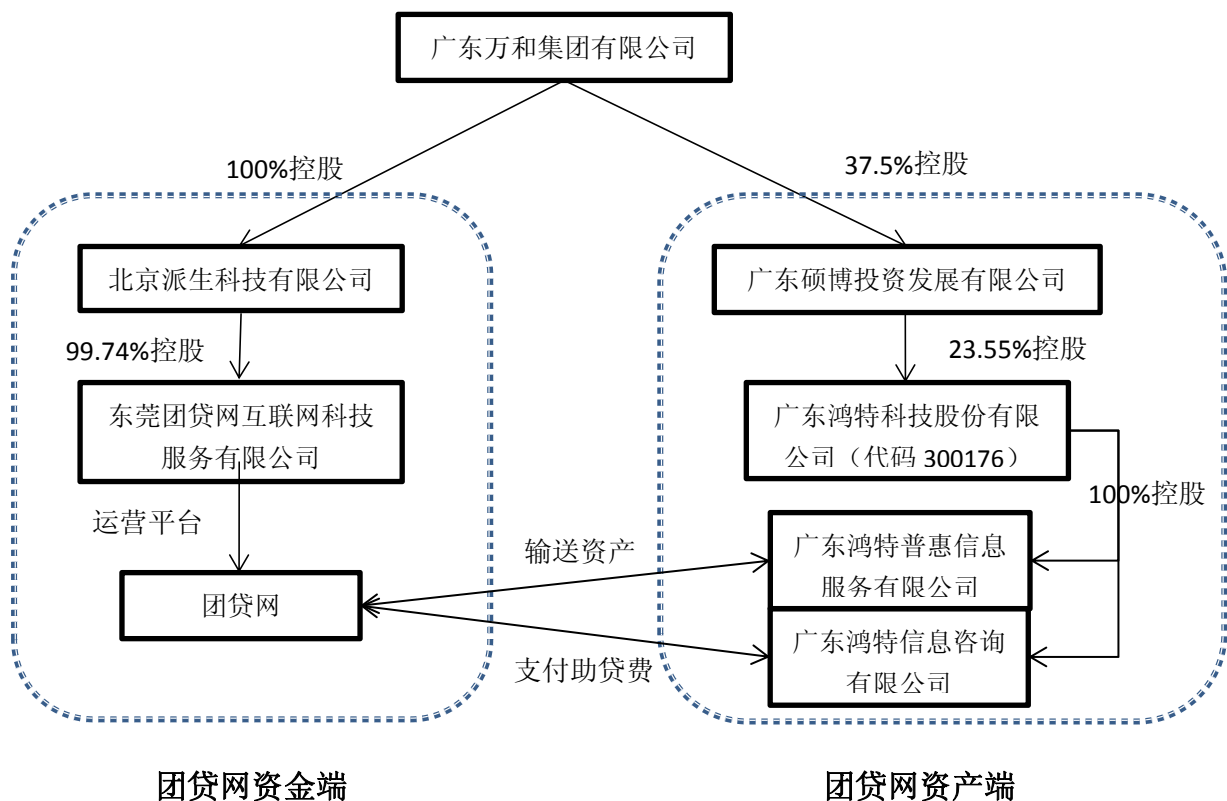 广东万和集团有限公司
100%控股
37.5%控股
北京派生科技有限公司
广东硕博投资发展有限公司
99.74%控股
23.55%控股
东莞团贷网互联网科技
服务有限公司
广东鸿特科技股份有限
公司（代码 300176）
100%控股
运营平台
输送资产
广东鸿特普惠信息
服务有限公司
团贷网
支付助贷费
广东鸿特信息咨询
有限公司
团贷网资金端
团贷网资产端